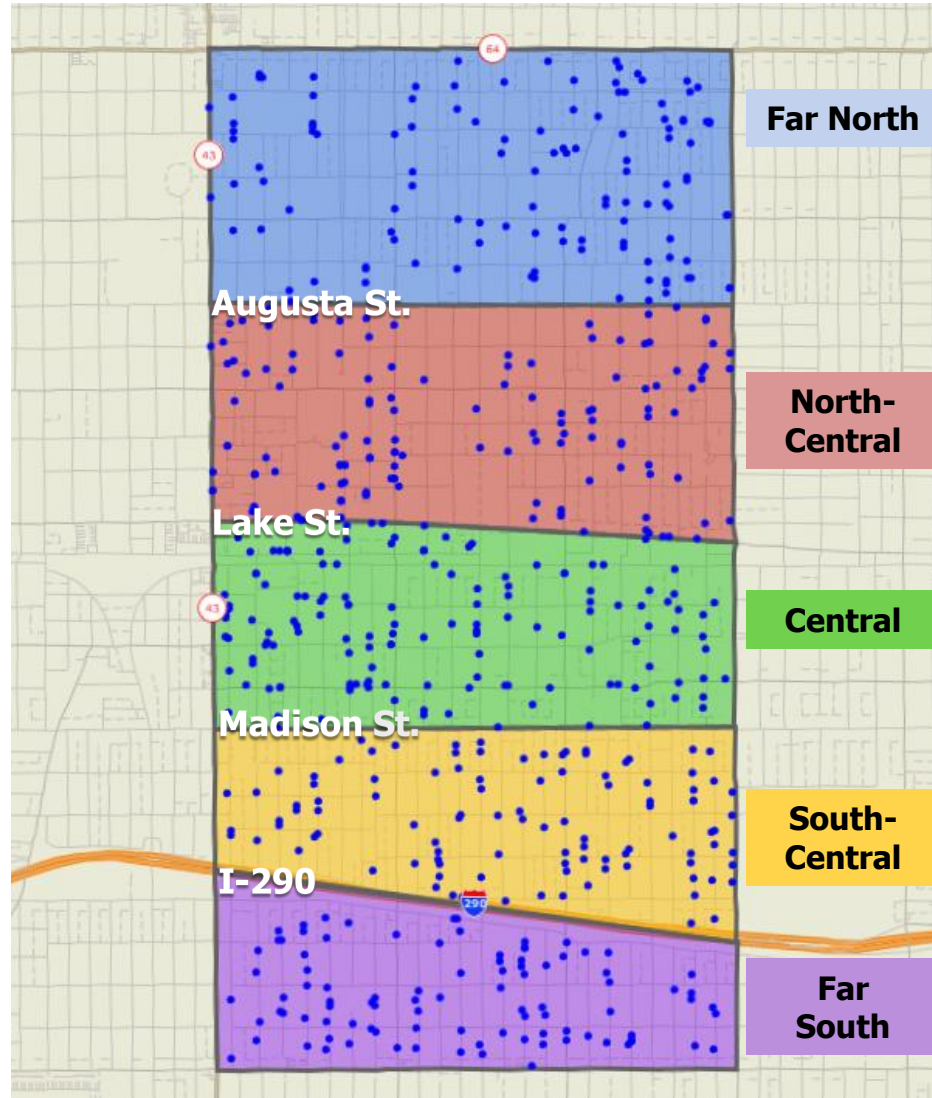 64
Far North
43
Augusta St.
North-
Central
Lake St.
43
Central
Madison St.
South-
Central
I-290
290
Far
South